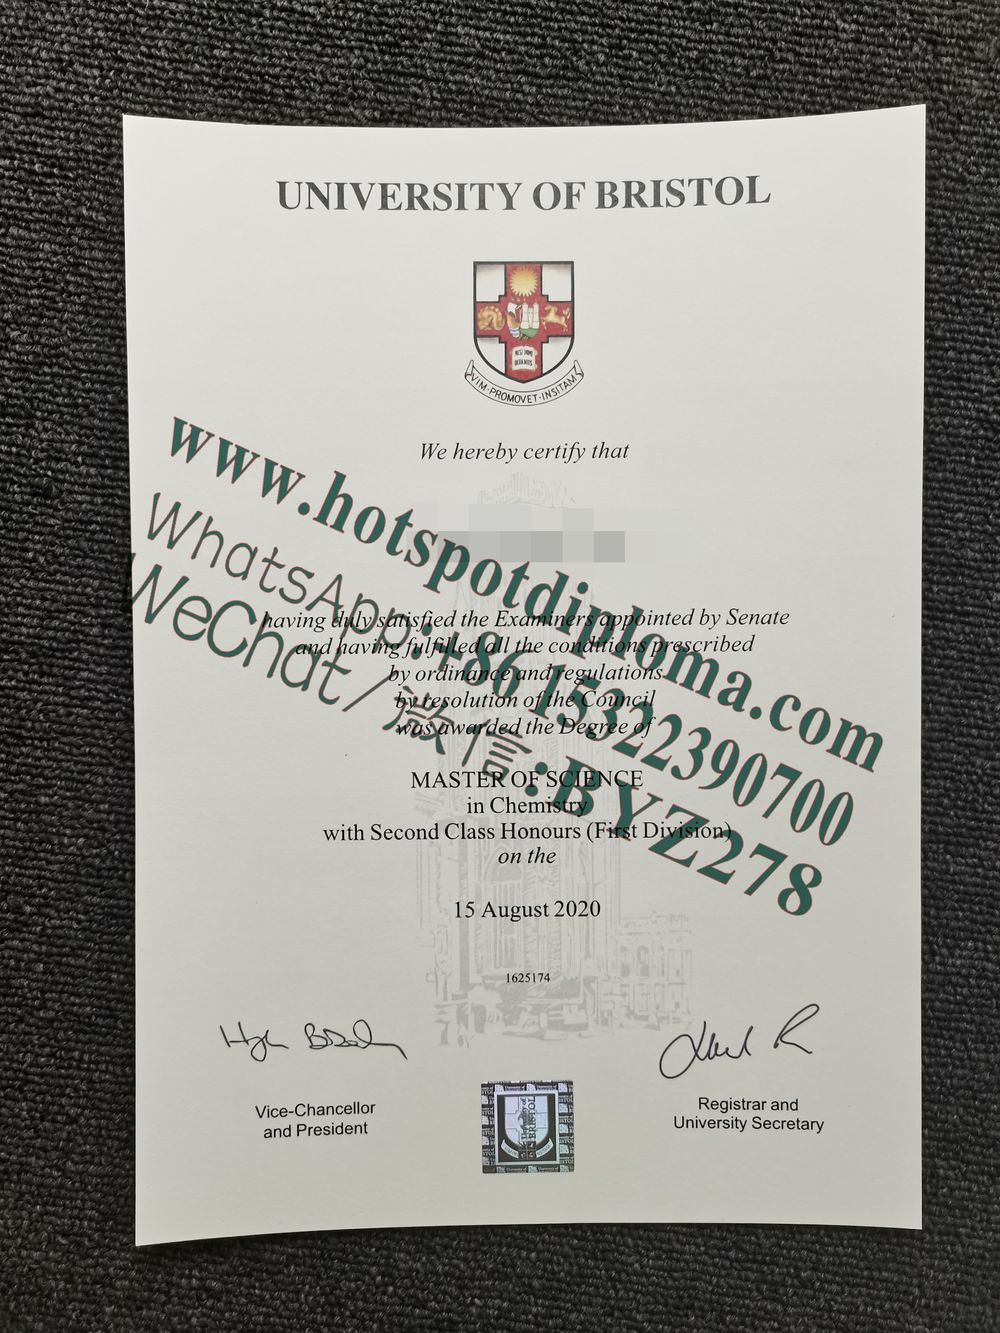 UNIVERSITY OF BRISTOL
VIM·PROMOVET·INSITAM
We hereby certify that
www.hotspotdiploma.com
WhatsApp:+86 15322390700
WeChat/微信:BYZ278
having duly satisfied the Examiners appointed by Senate
and having fulfilled all the conditions prescribed
by ordinance and regulations
by resolution of the Council
was awarded the Degree of
MASTER OF SCIENCE
in Chemistry
with Second Class Honours (First Division)
on the
15 August 2020
1625174
Vice-Chancellor
and President
Registrar and
University Secretary